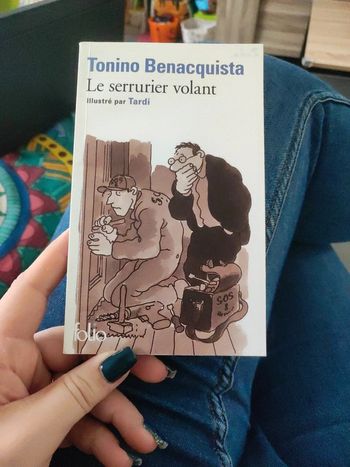 Tonino Benacquista
Le serrurier volant
illustré par Tardi
SOS
folio